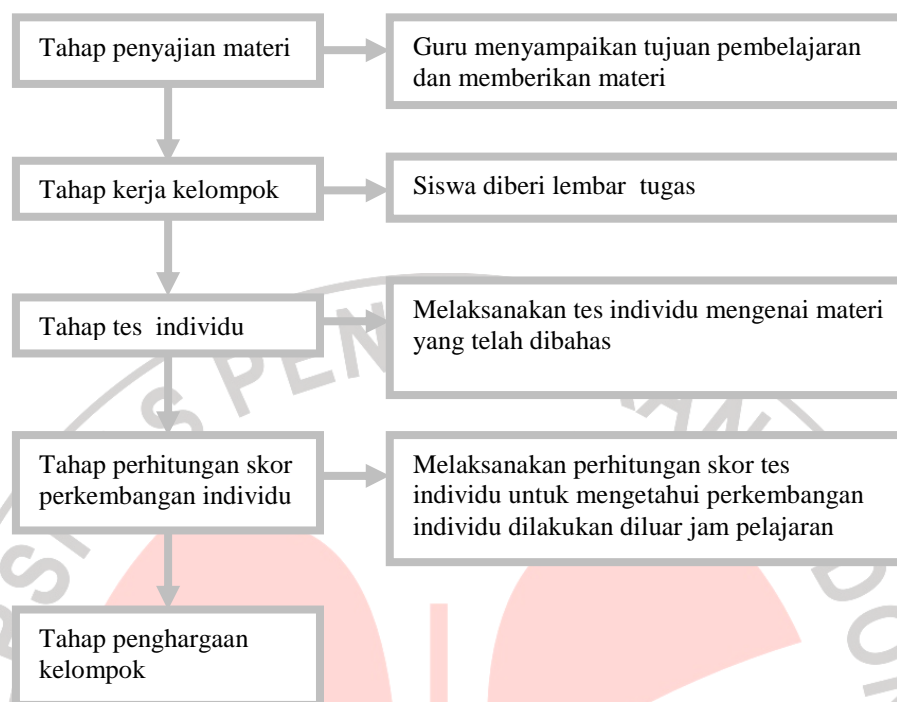 Tahap penyajian materi
Guru menyampaikan tujuan pembelajaran
dan memberikan materi
Tahap kerja kelompok
Siswa diberi lembar tugas
Tahap tes individu
Melaksanakan tes individu mengenai materi
yang telah dibahas
Tahap perhitungan skor
perkembangan individu
Melaksanakan perhitungan skor tes
individu untuk mengetahui perkembangan
individu dilakukan diluar jam pelajaran
Tahap penghargaan
kelompok